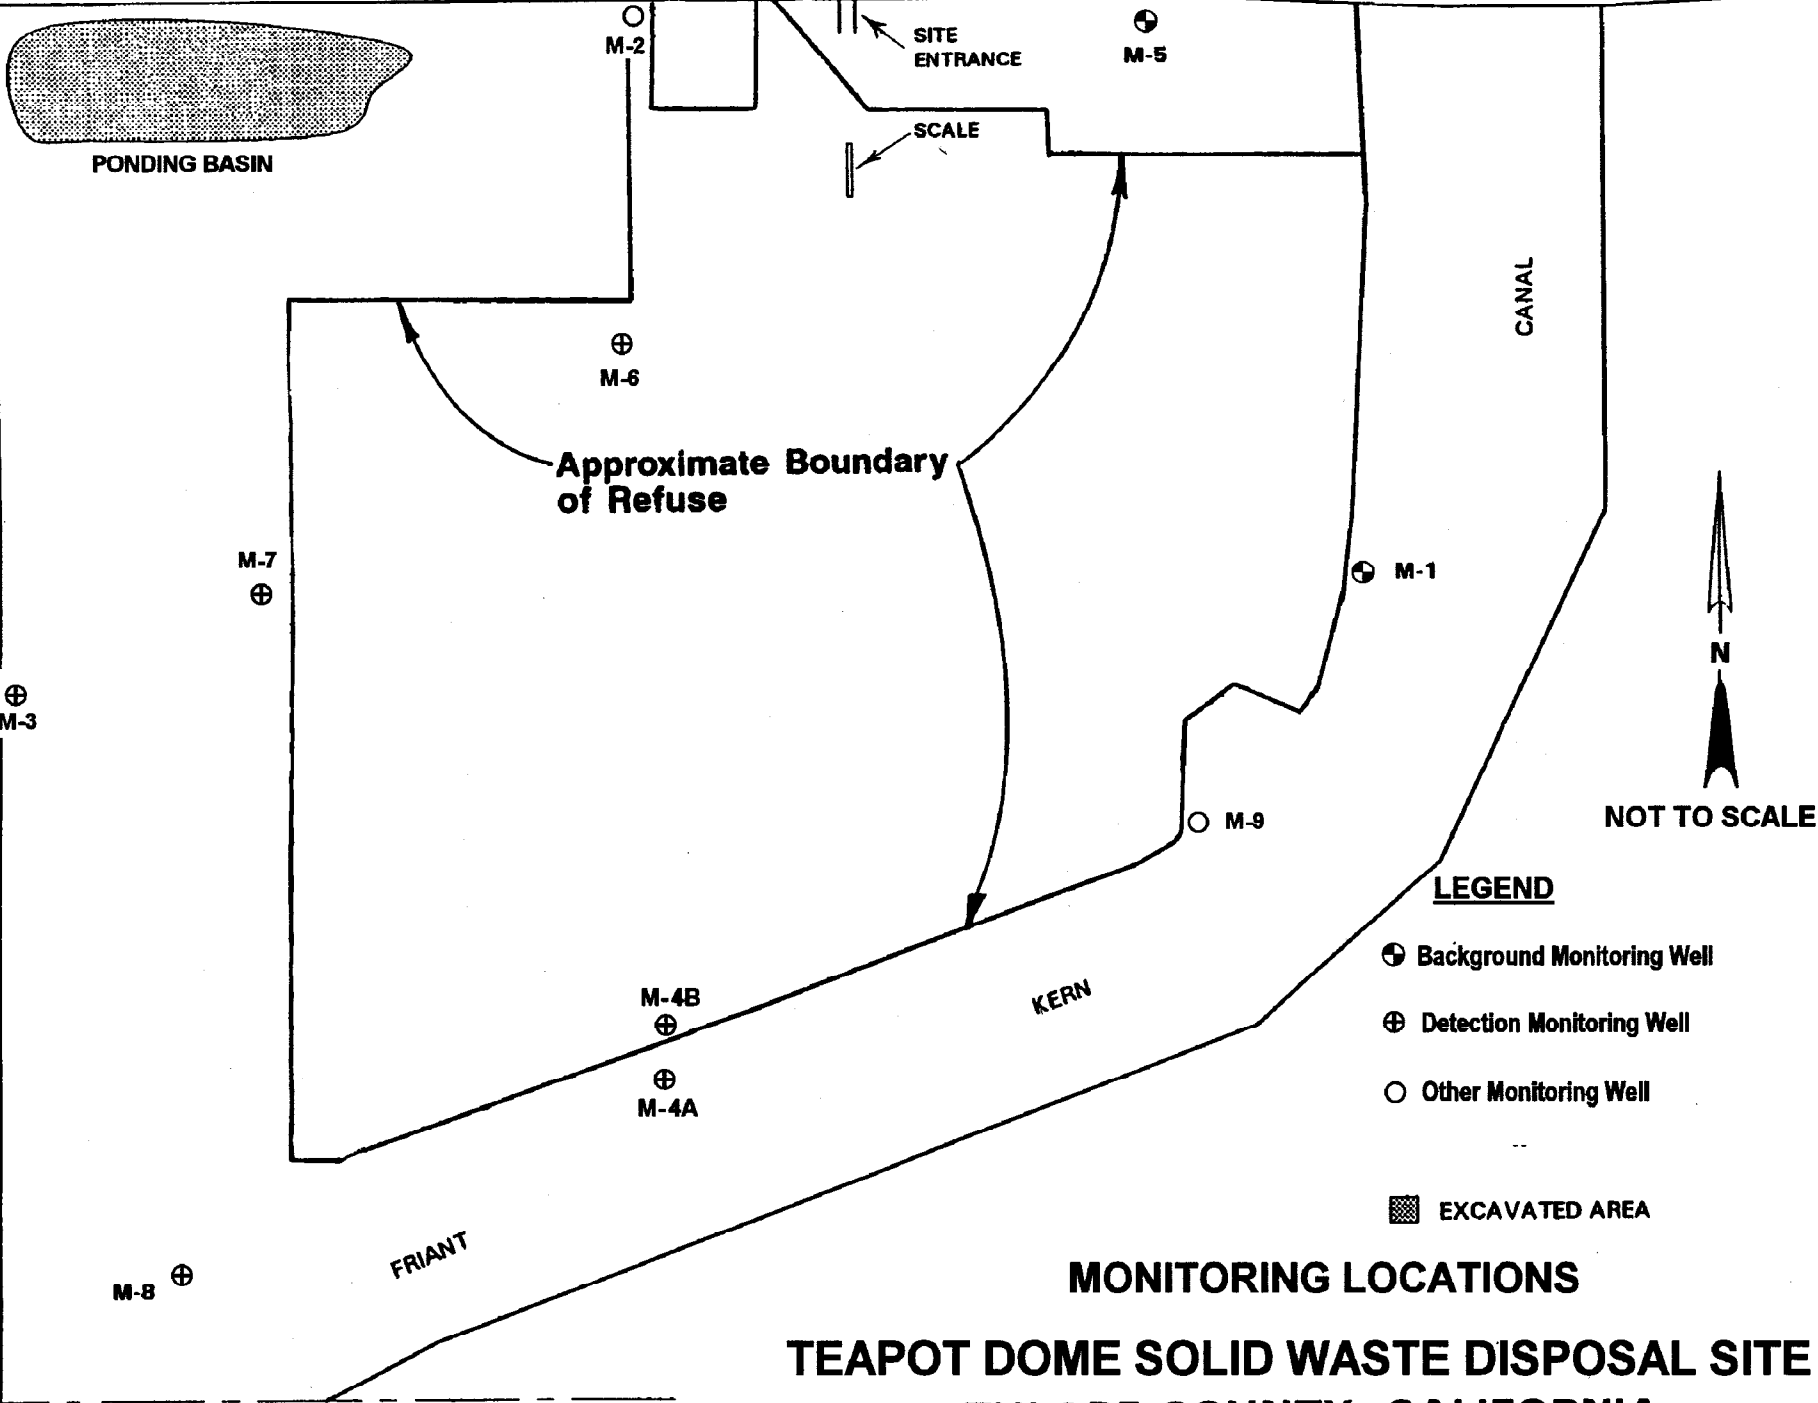 M-2
SITE
ENTRANCE
M-5
SCALE
PONDING BASIN
CANAL
M-6
Approximate Boundary
of Refuse
M-7
M-1
N
M-3
NOT TO SCALE
M-9
LEGEND
Background Monitoring Well
M-4B
KERN
Detection Monitoring Well
M-4A
Other Monitoring Well
EXCAVATED AREA
FRIANT
M-8
MONITORING LOCATIONS
TEAPOT DOME SOLID WASTE DISPOSAL SITE
COUNTY, CALIFORNIA